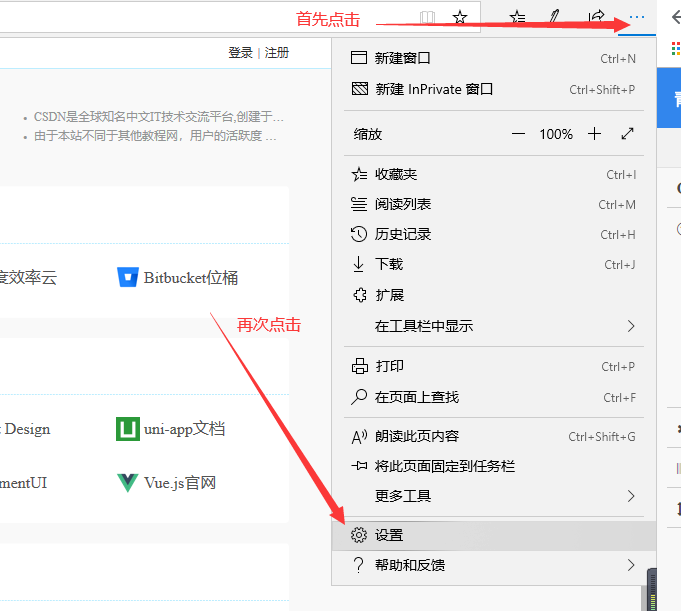 首先点击
登录 | 注册
CSDN是全球知名中文IT技术交流平台,创建于...
由于本站不同于其他教程网，用户的活跃度 ...
度效率云
Bitbucket位桶
再次点击
t Design
uni-app文档
mentUI
Vue.js官网
新建窗口 Ctrl+N
新建 InPrivate 窗口 Ctrl+Shift+P
缩放 — 100% +
收藏夹 Ctrl+I
阅读列表 Ctrl+M
历史记录 Ctrl+H
下载 Ctrl+J
扩展
在工具栏中显示
打印 Ctrl+P
在页面上查找 Ctrl+F
朗读此页内容 Ctrl+Shift+G
将此页面固定到任务栏
更多工具
设置
帮助和反馈